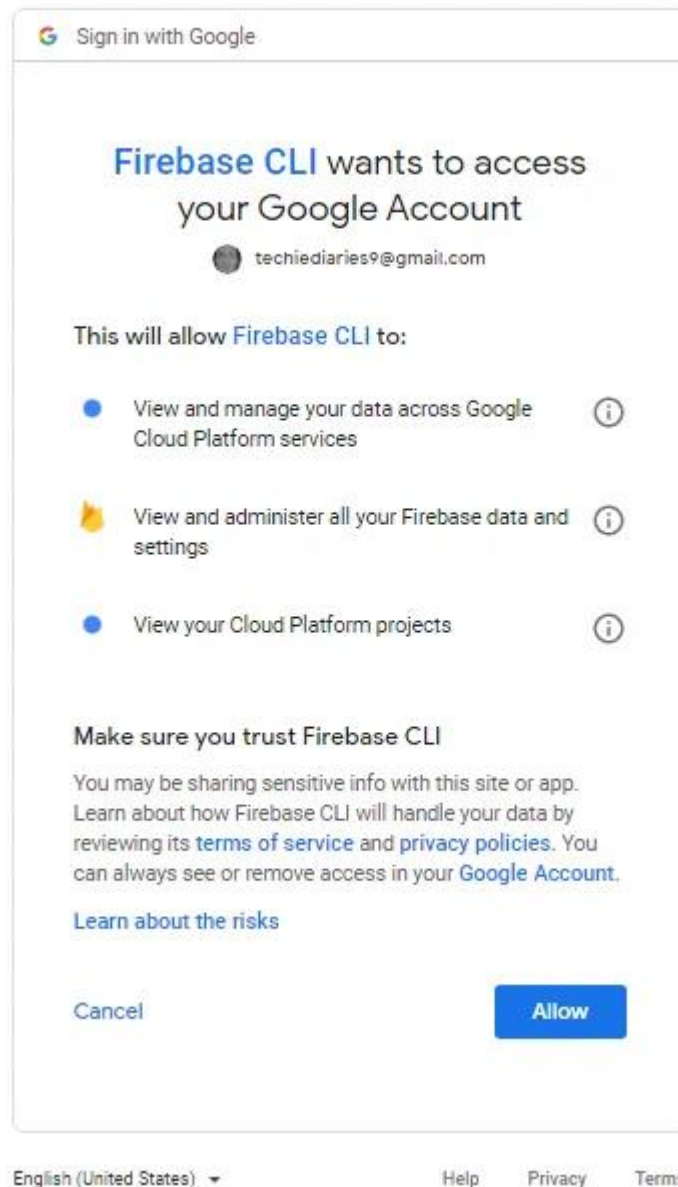 Sign in with Google
Firebase CLI wants to access
your Google Account
techiediaries9@gmail.com
This will allow Firebase CLI to:
View and manage your data across Google
Cloud Platform services
View and administer all your Firebase data and
settings
View your Cloud Platform projects
Make sure you trust Firebase CLI
You may be sharing sensitive info with this site or app.
Learn about how Firebase CLI will handle your data by
reviewing its terms of service and privacy policies. You
can always see or remove access in your Google Account.
Learn about the risks
Cancel Allow
English (United States) Help Privacy Terms